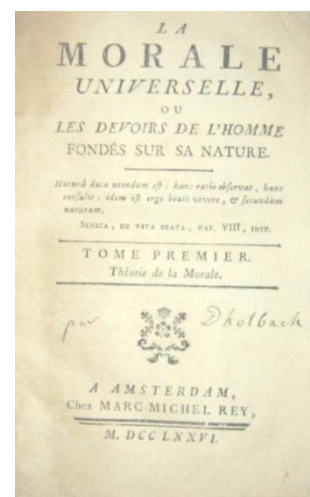 LA
MORALE
UNIVERSELLE,
OU
LES DEVOIRS DE L'HOMME
FONDÉS SUR SA NATURE.
Naturâ duce utendum est: hanc ratio observat, hanc
consulit: idem est ergo beatè vivere, & secundùm
naturam.
SENECA, DE VITA BEATA, CAP. VIII, INIT.
TOME PREMIER.
Théorie de la Morale.
par Dholbach
A AMSTERDAM,
Chez MARC-MICHEL REY,
M. DCC LXXVI.